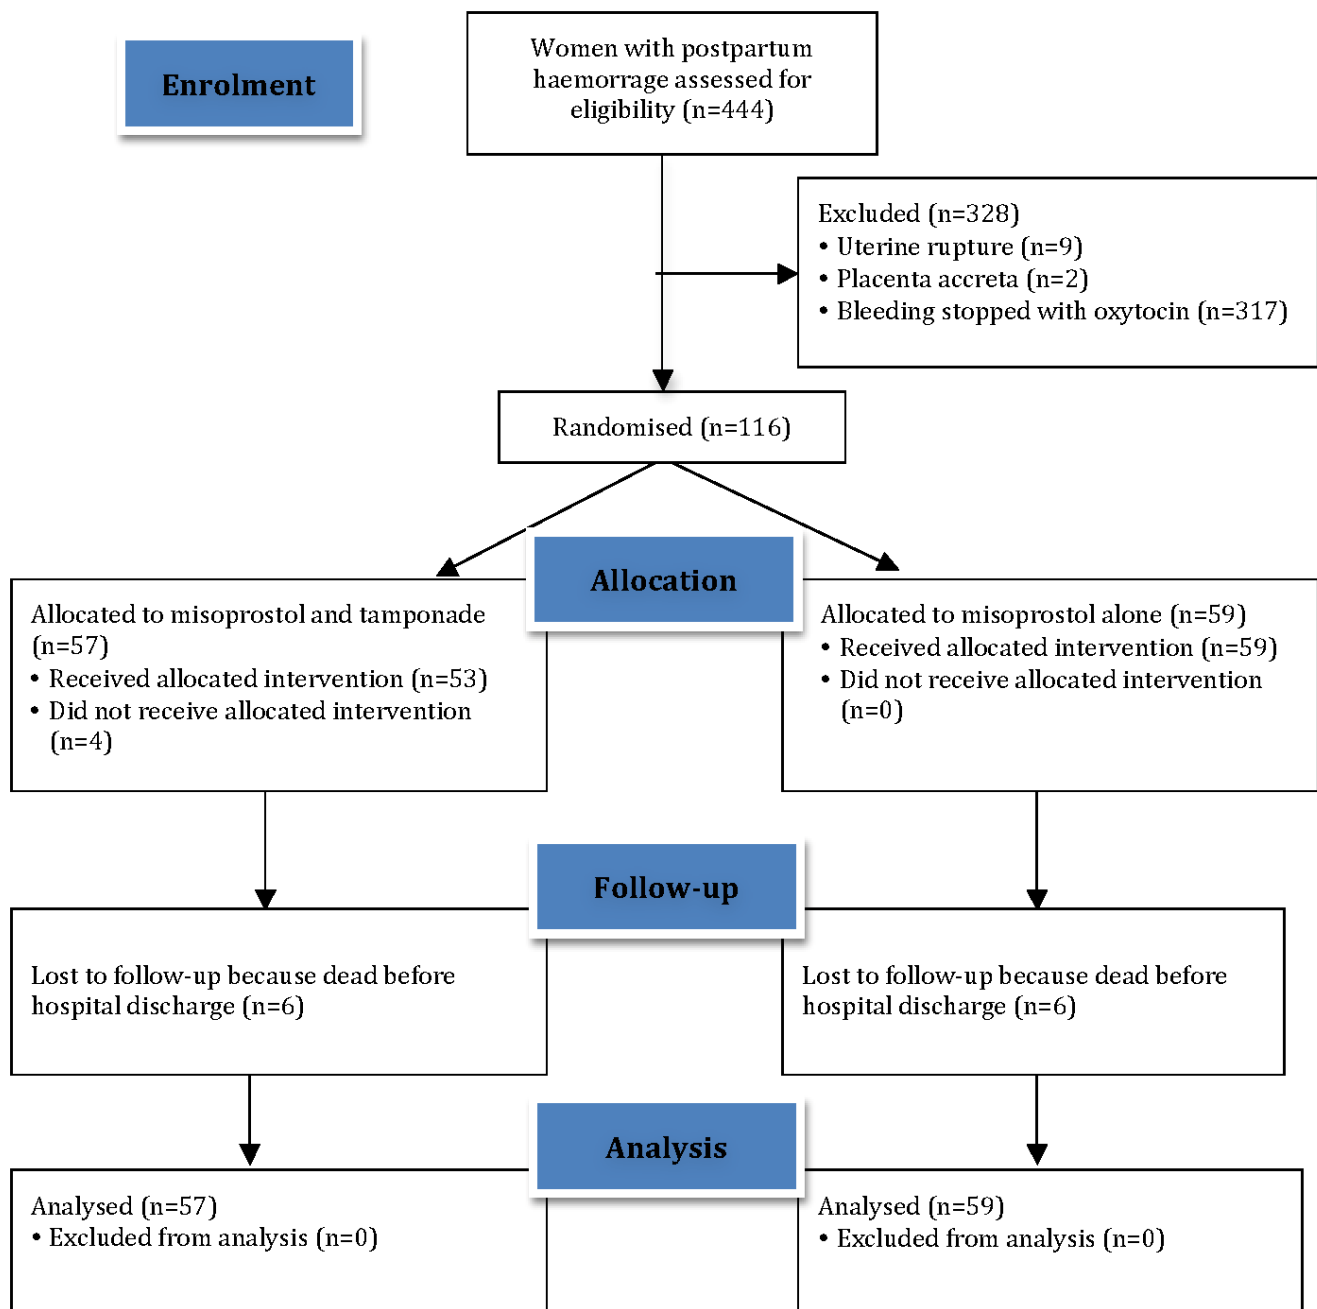 Enrolment
Women with postpartum
haemorrage assessed for
eligibility (n=444)
Excluded (n=328)
• Uterine rupture (n=9)
• Placenta accreta (n=2)
• Bleeding stopped with oxytocin (n=317)
Randomised (n=116)
Allocation
Allocated to misoprostol and tamponade
(n=57)
• Received allocated intervention (n=53)
• Did not receive allocated intervention
(n=4)
Allocated to misoprostol alone (n=59)
• Received allocated intervention (n=59)
• Did not receive allocated intervention
(n=0)
Follow-up
Lost to follow-up because dead before
hospital discharge (n=6)
Lost to follow-up because dead before
hospital discharge (n=6)
Analysis
Analysed (n=57)
• Excluded from analysis (n=0)
Analysed (n=59)
• Excluded from analysis (n=0)